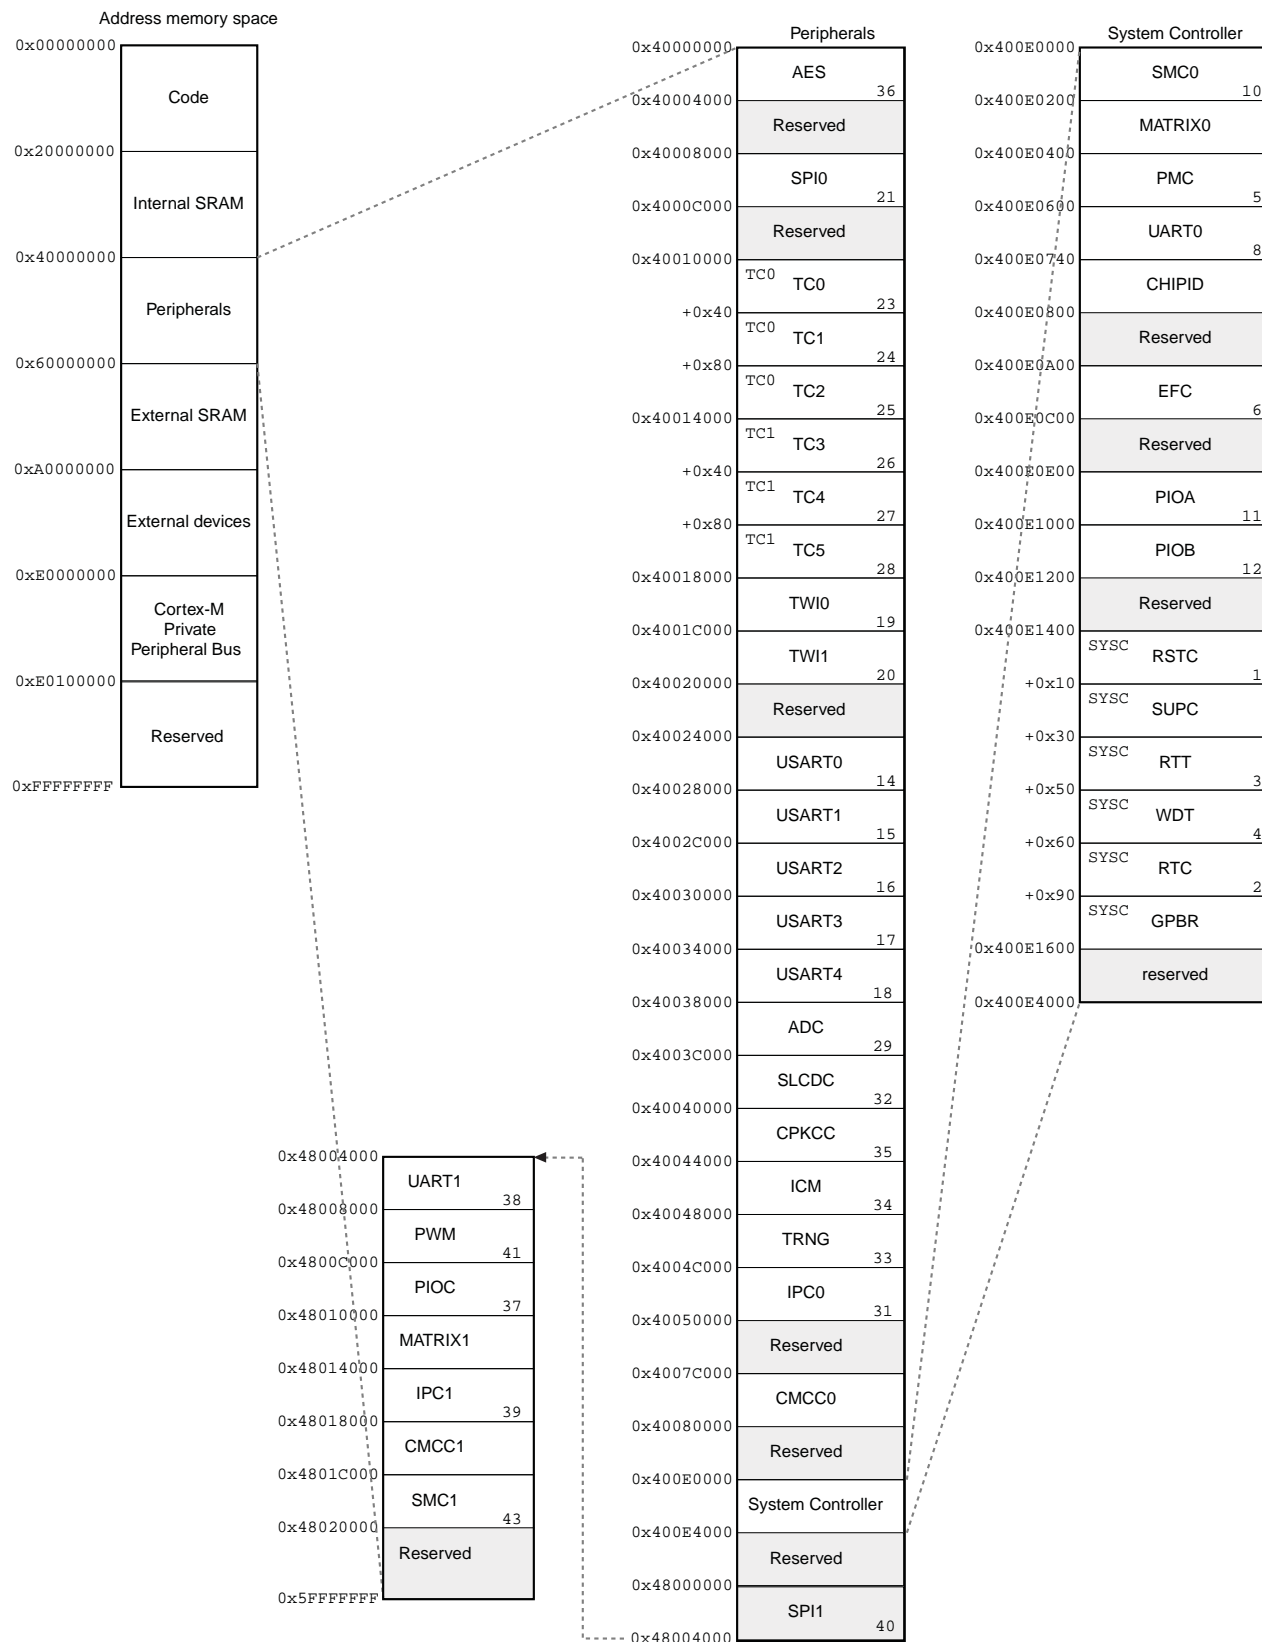 Address memory space
0x00000000
Code
0x20000000
Internal SRAM
0x40000000
Peripherals
0x60000000
External SRAM
0xA0000000
External devices
0xE0000000
Cortex-M
Private
Peripheral Bus
0xE0100000
Reserved
0xFFFFFFFF
Peripherals
0x40000000
AES
36
0x40004000
Reserved
0x40008000
SPI0
21
0x4000C000
Reserved
0x40010000
TC0
TC0
23
+0x40
TC0
TC1
24
+0x80
TC0
TC2
25
0x40014000
TC1
TC3
26
+0x40
TC1
TC4
27
+0x80
TC1
TC5
28
0x40018000
TWI0
19
0x4001C000
TWI1
20
0x40020000
Reserved
0x40024000
USART0
14
0x40028000
USART1
15
0x4002C000
USART2
16
0x40030000
USART3
17
0x40034000
USART4
18
0x40038000
ADC
29
0x4003C000
SLCDC
32
0x40040000
CPKCC
35
0x40044000
ICM
34
0x40048000
TRNG
33
0x4004C000
IPC0
31
0x40050000
Reserved
0x4007C000
CMCC0
0x40080000
Reserved
0x400E0000
System Controller
0x400E4000
Reserved
0x48000000
SPI1
40
0x48004000
System Controller
0x400E0000
SMC0
10
0x400E0200
MATRIX0
0x400E0400
PMC
5
0x400E0600
UART0
8
0x400E0740
CHIPID
0x400E0800
Reserved
0x400E0A00
EFC
6
0x400E0C00
Reserved
0x400E0E00
PIOA
11
0x400E1000
PIOB
12
0x400E1200
Reserved
0x400E1400
SYSC
RSTC
1
+0x10
SYSC
SUPC
+0x30
SYSC
RTT
3
+0x50
SYSC
WDT
4
+0x60
SYSC
RTC
2
+0x90
SYSC
GPBR
0x400E1600
reserved
0x400E4000
0x48004000
UART1
38
0x48008000
PWM
41
0x4800C000
PIOC
37
0x48010000
MATRIX1
0x48014000
IPC1
39
0x48018000
CMCC1
0x4801C000
SMC1
43
0x48020000
Reserved
0x5FFFFFFF